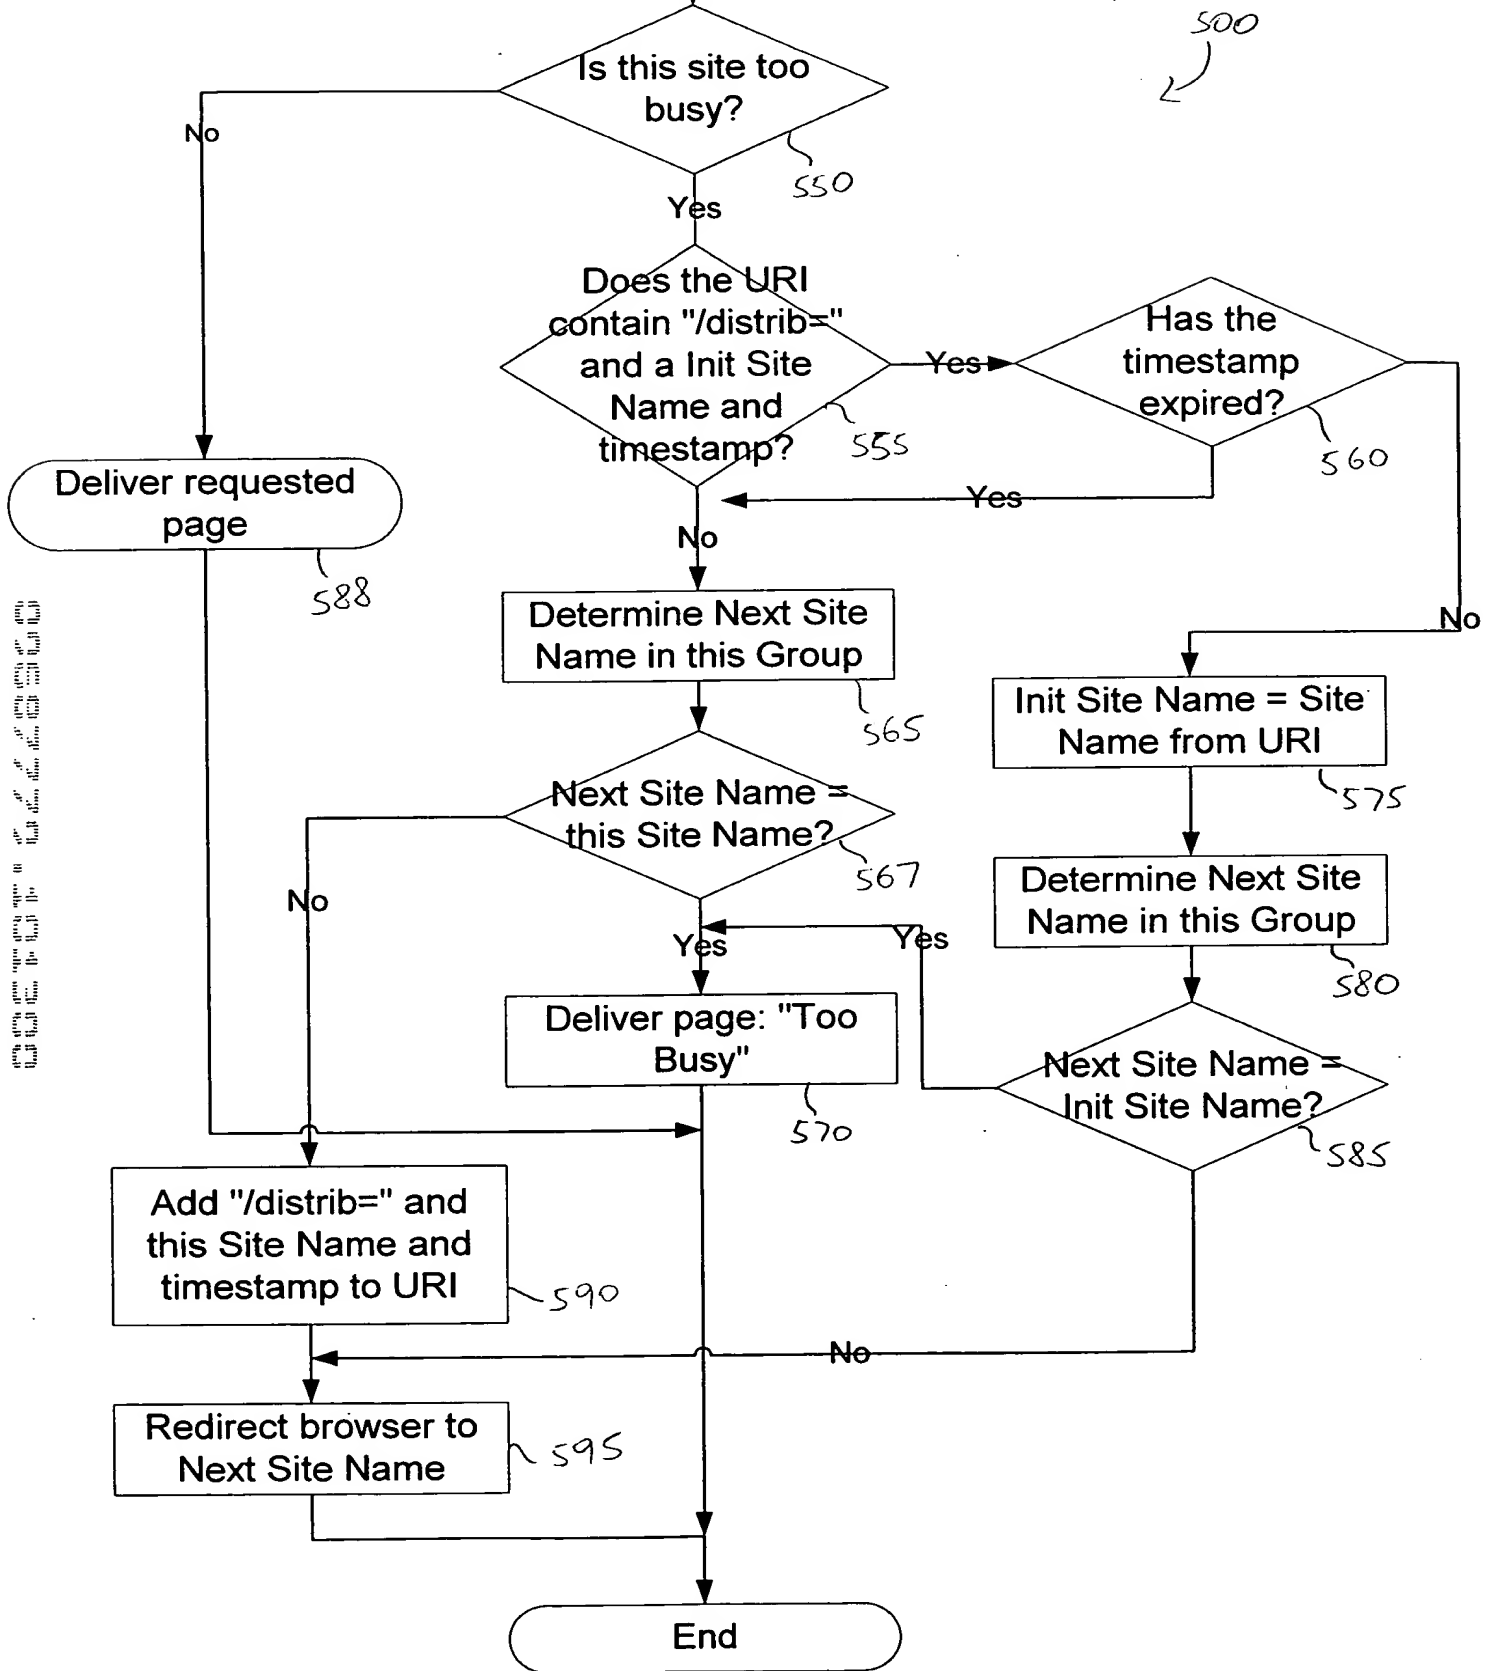 500
Is this site too
busy?
550
No
Yes
Does the URI
contain "/distrib="
and a Init Site
Name and
timestamp?
555
Yes
Has the
timestamp
expired?
560
Yes
No
No
Deliver requested
page
588
Determine Next Site
Name in this Group
565
Init Site Name = Site
Name from URI
575
Next Site Name =
this Site Name?
567
No
Yes
Yes
Determine Next Site
Name in this Group
580
Deliver page: "Too
Busy"
570
Next Site Name =
Init Site Name?
585
Add "/distrib=" and
this Site Name and
timestamp to URI
590
No
Redirect browser to
Next Site Name
595
End